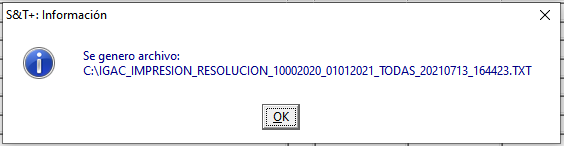 S&T+: Información
Se genero archivo:
C:\IGAC_IMPRESION_RESOLUCION_10002020_01012021_TODAS_20210713_164423.TXT
OK